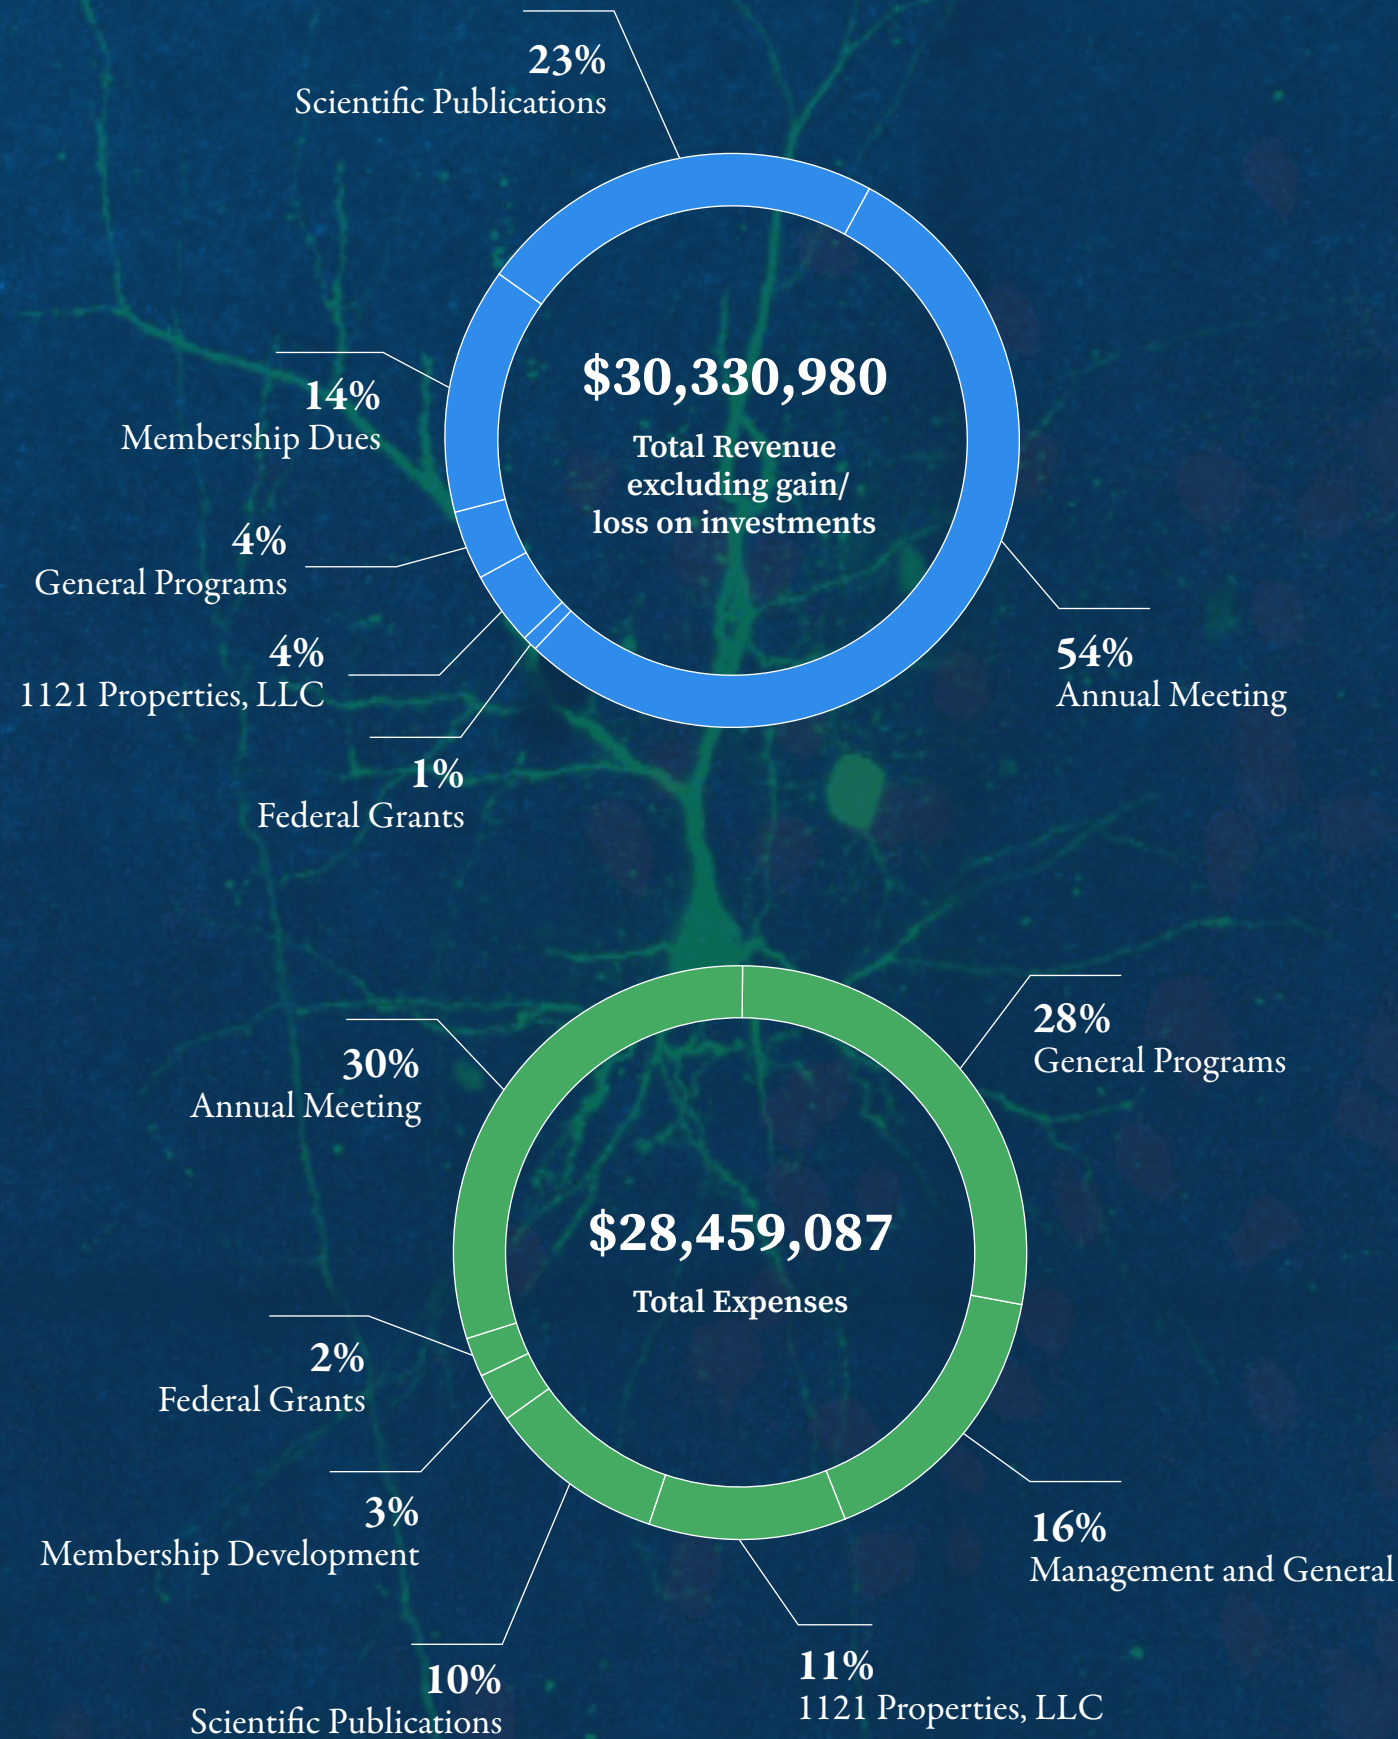 23%
Scientific Publications
$30,330,980
Total Revenue
excluding gain/
loss on investments
14%
Membership Dues
4%
General Programs
4%
1121 Properties, LLC
54%
Annual Meeting
1%
Federal Grants
28%
General Programs
30%
Annual Meeting
$28,459,087
Total Expenses
2%
Federal Grants
3%
Membership Development
16%
Management and General
10%
Scientific Publications
11%
1121 Properties, LLC